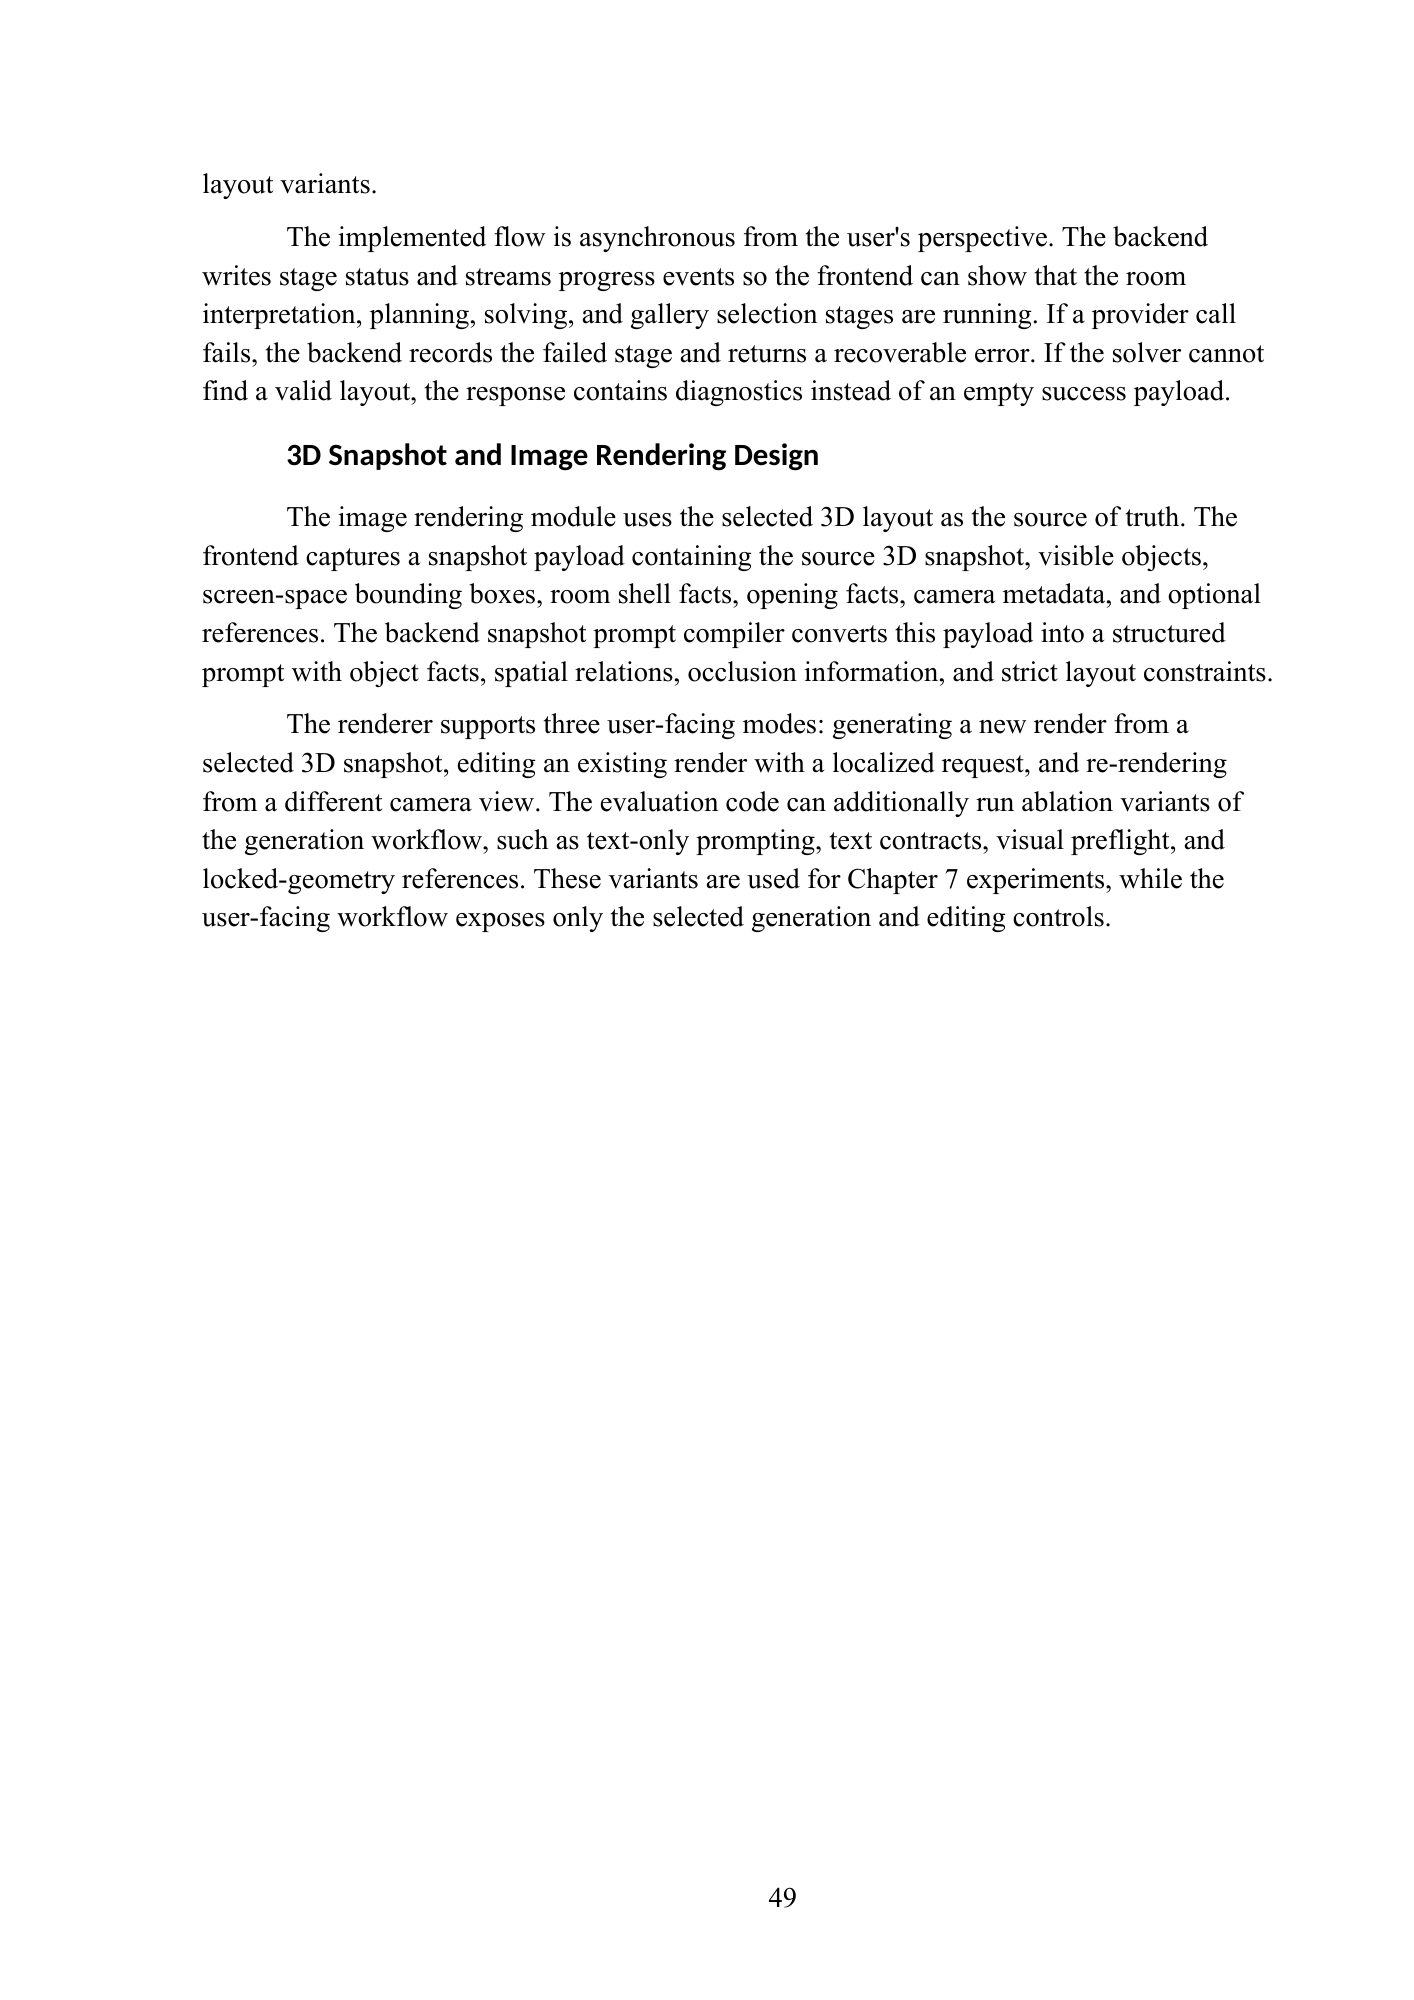 layout variants.
The implemented flow is asynchronous from the user's perspective. The backend
writes stage status and streams progress events so the frontend can show that the room
interpretation, planning, solving, and gallery selection stages are running. If a provider call
fails, the backend records the failed stage and returns a recoverable error. If the solver cannot
find a valid layout, the response contains diagnostics instead of an empty success payload.
3D Snapshot and Image Rendering Design
The image rendering module uses the selected 3D layout as the source of truth. The
frontend captures a snapshot payload containing the source 3D snapshot, visible objects,
screen-space bounding boxes, room shell facts, opening facts, camera metadata, and optional
references. The backend snapshot prompt compiler converts this payload into a structured
prompt with object facts, spatial relations, occlusion information, and strict layout constraints.
The renderer supports three user-facing modes: generating a new render from a
selected 3D snapshot, editing an existing render with a localized request, and re-rendering
from a different camera view. The evaluation code can additionally run ablation variants of
the generation workflow, such as text-only prompting, text contracts, visual preflight, and
locked-geometry references. These variants are used for Chapter 7 experiments, while the
user-facing workflow exposes only the selected generation and editing controls.
49